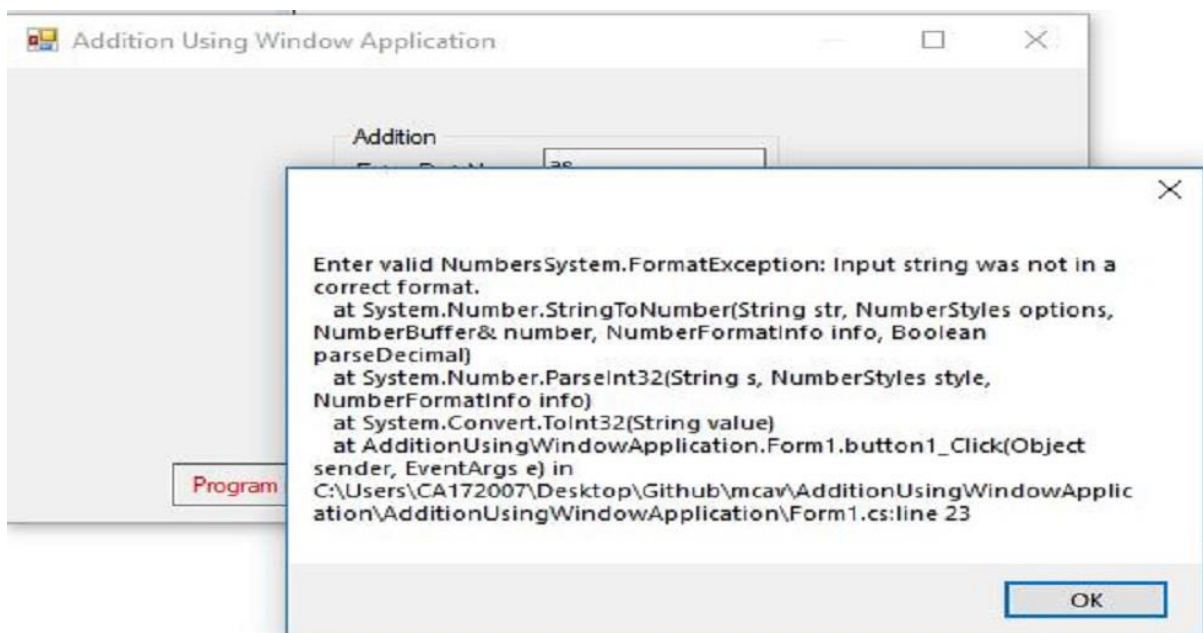 Addition Using Window Application
Addition
as
Enter valid NumbersSystem.FormatException: Input string was not in a
correct format.
at System.Number.StringToNumber(String str, NumberStyles options,
NumberBuffer& number, NumberFormatInfo info, Boolean
parseDecimal)
at System.Number.ParseInt32(String s, NumberStyles style,
NumberFormatInfo info)
at System.Convert.ToInt32(String value)
at AdditionUsingWindowApplication.Form1.button1_Click(Object
sender, EventArgs e) in
C:\Users\CA172007\Desktop\Github\mcav\AdditionUsingWindowApplic
ation\AdditionUsingWindowApplication\Form1.cs:line 23
Program
OK